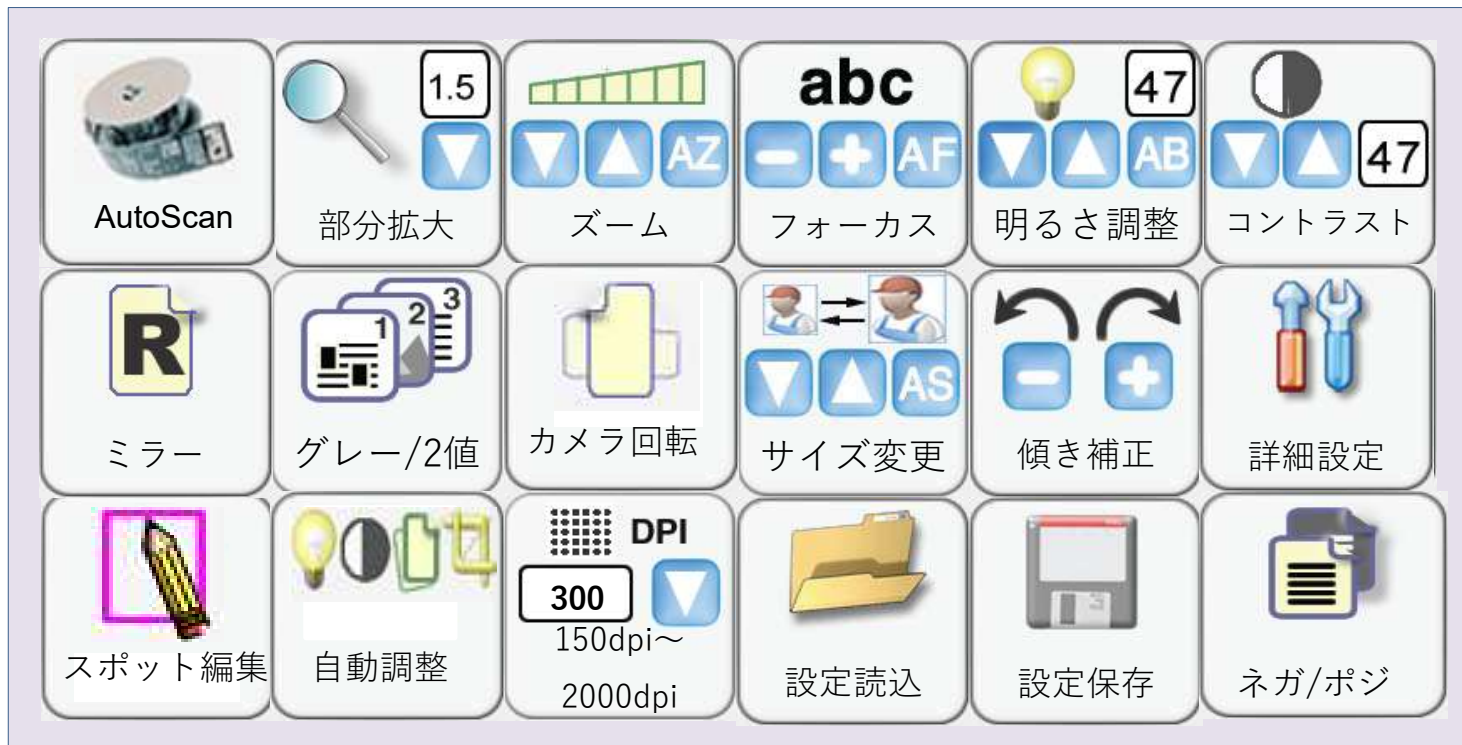 1.5
47
abc
AZ
AF
AB
47
AutoScan
部分拡大
ズーム
フォーカス
明るさ調整
コントラスト
R
1
2
3
AS
ミラー
グレー/2値
カメラ回転
サイズ変更
傾き補正
詳細設定
DPI
300
150dpi～
2000dpi
スポット編集
自動調整
設定読込
設定保存
ネガ/ポジ